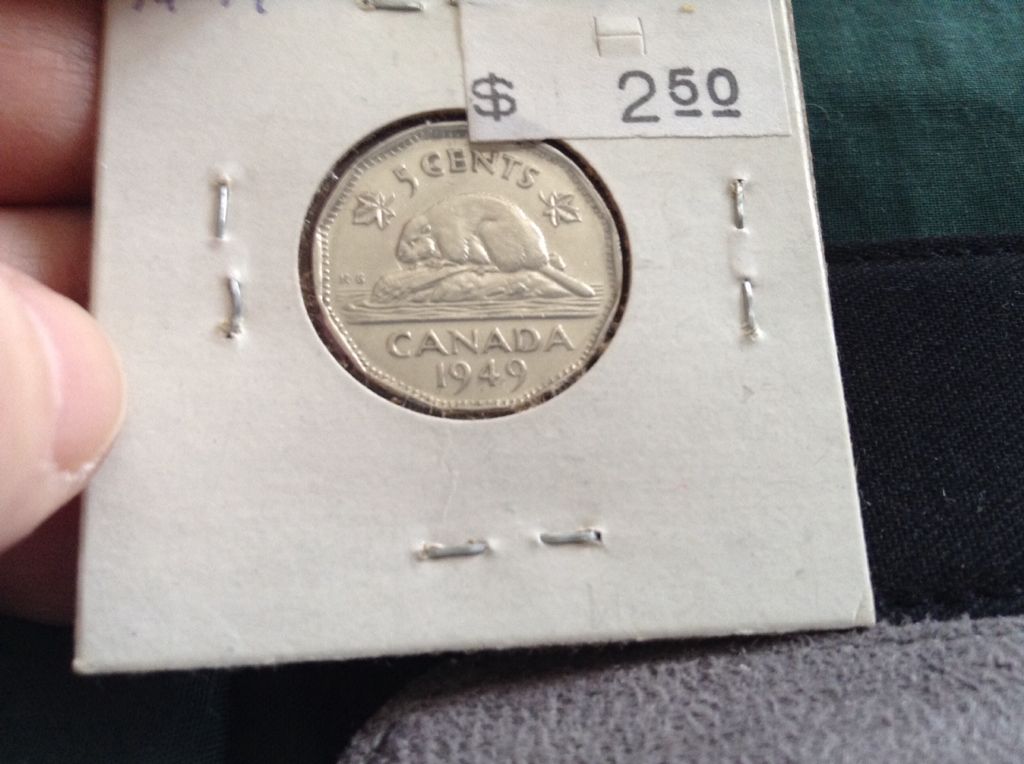 $ 2 50
5 CENTS
K G
CANADA
1949